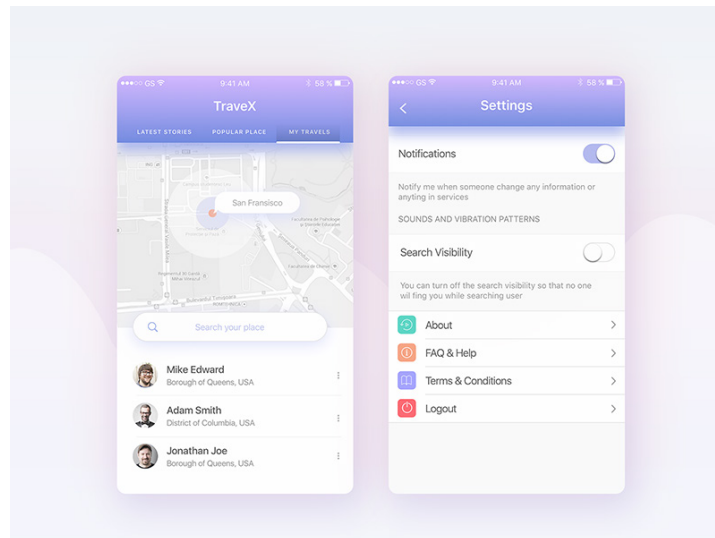 GS 9:41 AM 58 %
TraveX
LATEST STORIES POPULAR PLACE MY TRAVELS
San Fransisco
Search your place
Mike Edward
Borough of Queens, USA
Adam Smith
District of Columbia, USA
Jonathan Joe
Borough of Queens, USA
GS 9:41 AM 58 %
Settings
Notifications
Notify me when someone change any information or
anyting in services
SOUNDS AND VIBRATION PATTERNS
Search Visibility
You can turn off the search visibility so that no one
wil fing you while searching user
About
FAQ & Help
Terms & Conditions
Logout